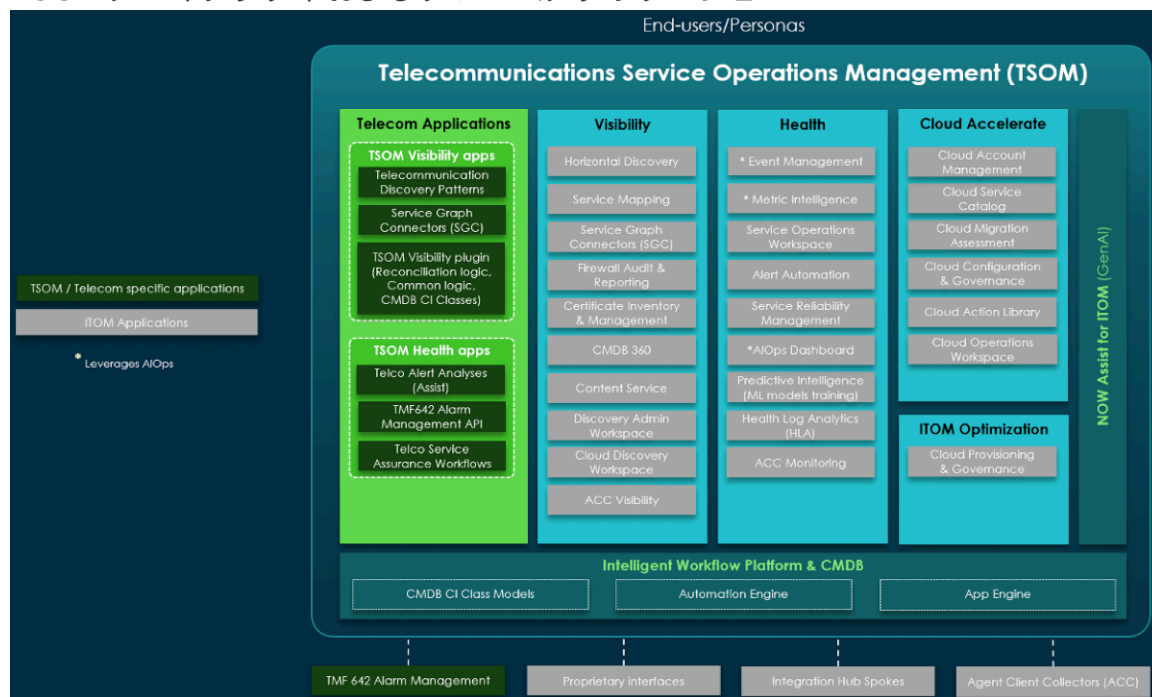 End-users/Personas
Telecommunications Service Operations Management (TSOM)
TSOM / Telecom specific applications
ITOM Applications
* Leverages AIOps
Telecom Applications
TSOM Visibility apps
Telecommunication
Discovery Patterns
Service Graph
Connectors (SGC)
TSOM Visibility plugin
(Reconciliation logic,
Common logic,
CMDB CI Classes)
TSOM Health apps
Telco Alert Analyses
(Assist)
TMF642 Alarm
Management API
Telco Service
Assurance Workflows
Visibility
Horizontal Discovery
Service Mapping
Service Graph
Connectors (SGC)
Firewall Audit &
Reporting
Certificate Inventory
& Management
CMDB 360
Content Service
Discovery Admin
Workspace
Cloud Discovery
Workspace
ACC Visibility
Health
* Event Management
* Metric Intelligence
Service Operations
Workspace
Alert Automation
Service Reliability
Management
*AIOps Dashboard
Predictive Intelligence
(ML models training)
Health Log Analytics
(HLA)
ACC Monitoring
Cloud Accelerate
Cloud Account
Management
Cloud Service
Catalog
Cloud Migration
Assessment
Cloud Configuration
& Governance
Cloud Action Library
Cloud Operations
Workspace
ITOM Optimization
Cloud Provisioning
& Governance
NOW Assist for ITOM (GenAI)
Intelligent Workflow Platform & CMDB
CMDB CI Class Models
Automation Engine
App Engine
TMF 642 Alarm Management
Proprietary interfaces
Integration Hub Spokes
Agent Client Collectors (ACC)